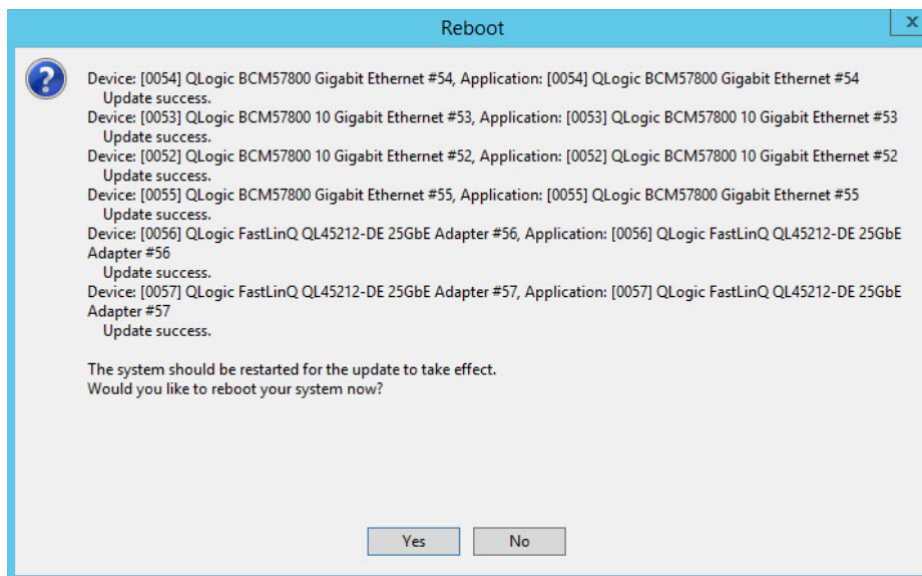 Reboot
x
?
Device: [0054] QLogic BCM57800 Gigabit Ethernet #54, Application: [0054] QLogic BCM57800 Gigabit Ethernet #54
Update success.
Device: [0053] QLogic BCM57800 10 Gigabit Ethernet #53, Application: [0053] QLogic BCM57800 10 Gigabit Ethernet #53
Update success.
Device: [0052] QLogic BCM57800 10 Gigabit Ethernet #52, Application: [0052] QLogic BCM57800 10 Gigabit Ethernet #52
Update success.
Device: [0055] QLogic BCM57800 Gigabit Ethernet #55, Application: [0055] QLogic BCM57800 Gigabit Ethernet #55
Update success.
Device: [0056] QLogic FastLinQ QL45212-DE 25GbE Adapter #56, Application: [0056] QLogic FastLinQ QL45212-DE 25GbE
Adapter #56
Update success.
Device: [0057] QLogic FastLinQ QL45212-DE 25GbE Adapter #57, Application: [0057] QLogic FastLinQ QL45212-DE 25GbE
Adapter #57
Update success.
The system should be restarted for the update to take effect.
Would you like to reboot your system now?
Yes
No